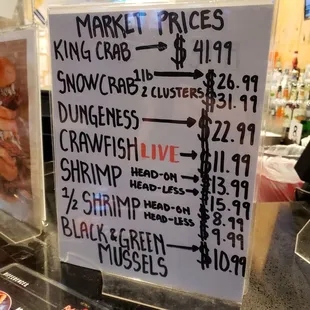 MARKET PRICES
KING CRAB → $ 41.99
SNOWCRAB 1lb → $ 26.99
2 CLUSTERS → $ 31.99
DUNGENESS → $ 22.99
CRAWFISH LIVE → $ 11.99
SHRIMP HEAD-ON → $ 13.99
HEAD-LESS → $ 15.99
1/2 SHRIMP HEAD-ON $ 8.99
HEAD-LESS $ 9.99
BLACK & GREEN MUSSELS → $ 10.99